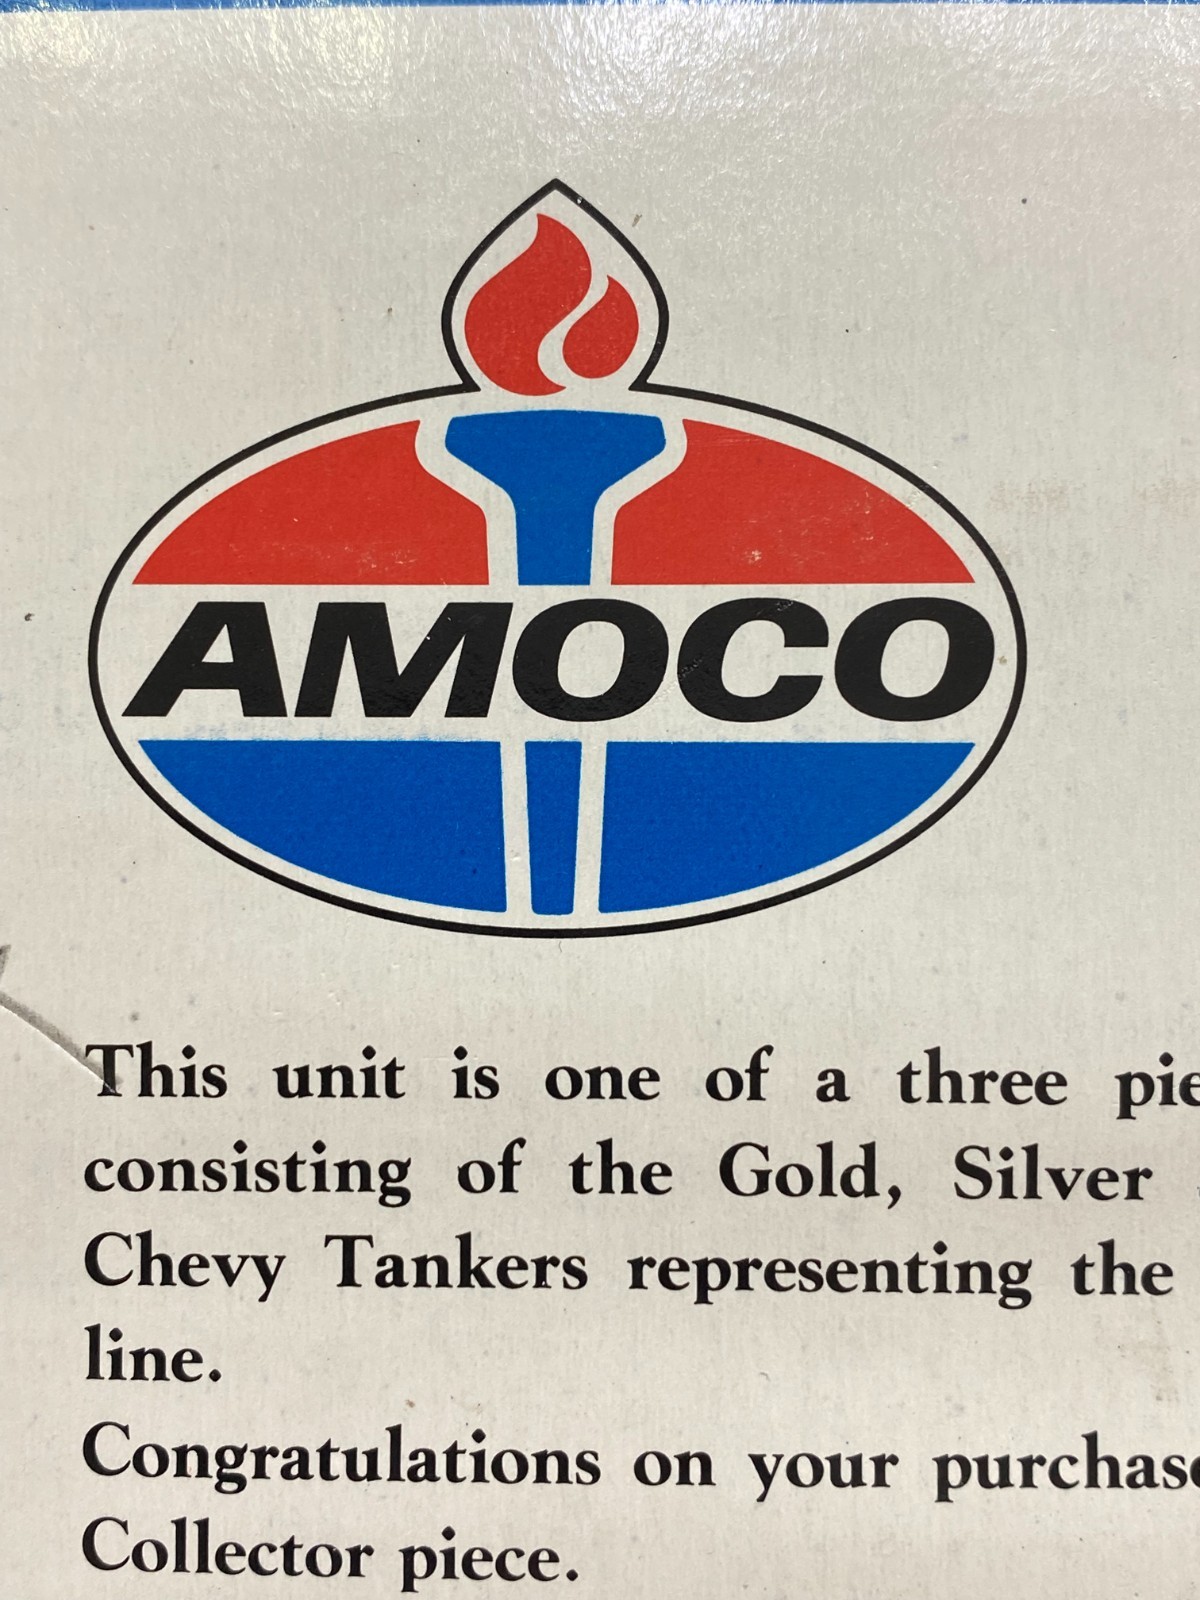 AMOCO
This unit is one of a three
consisting of the Gold, Silver
Chevy Tankers representing the
line.
Congratulations on your
Collector piece.